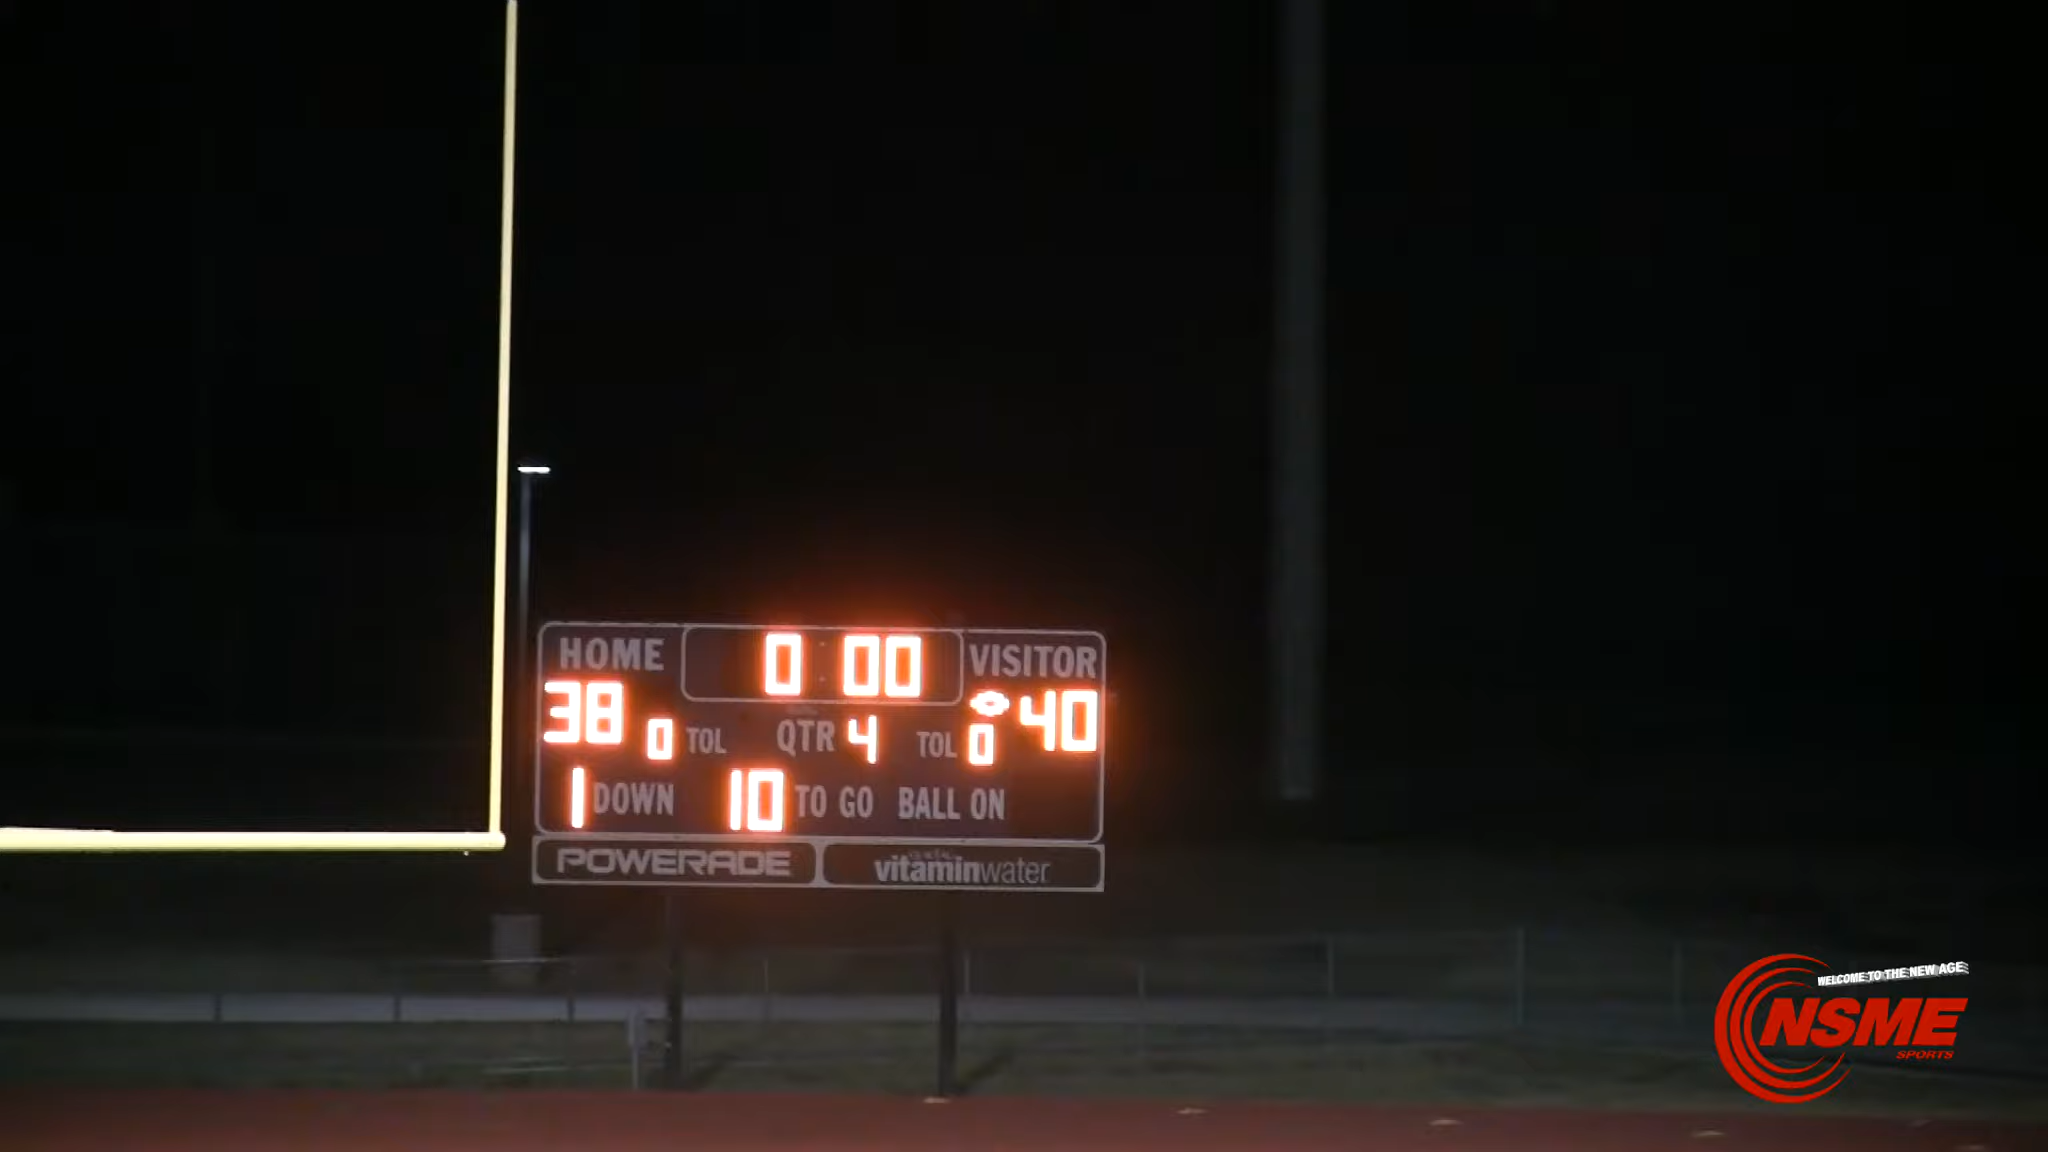 HOME 0:00 VISITOR
38 0 TOL QTR 4 TOL 0 40
1 DOWN 10 TO GO BALL ON
POWERADE vitaminwater
WELCOME TO THE NEW AGE
NSME
SPORTS